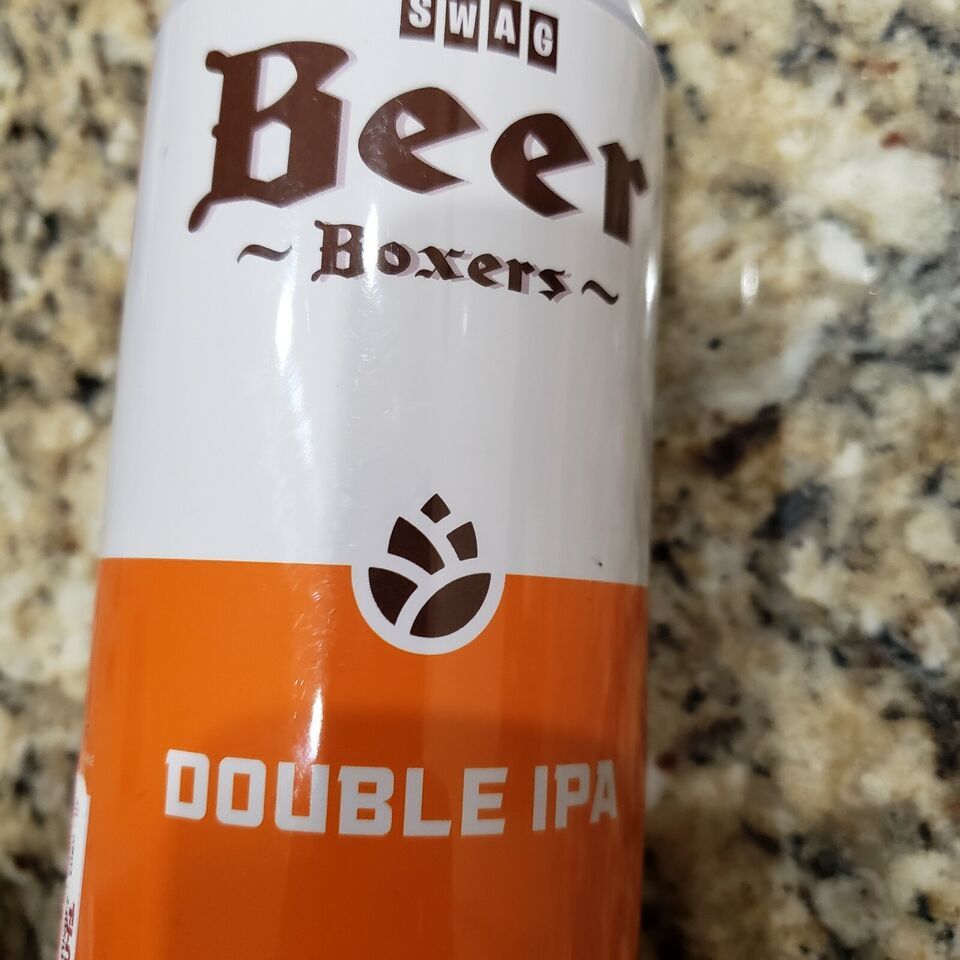 SWAG
Beer
~ Boxers ~
DOUBLE IPA